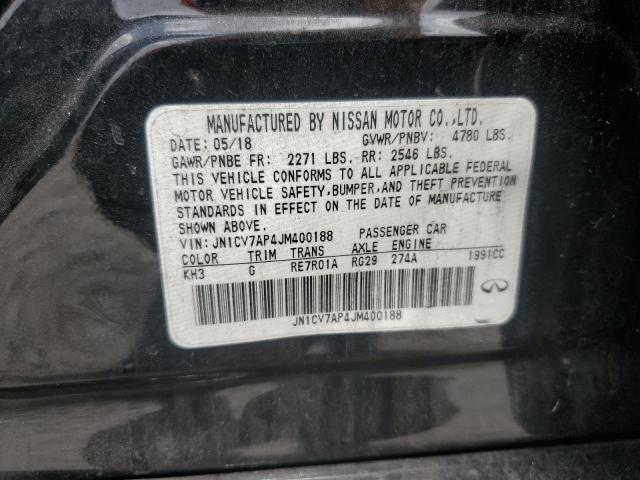 MANUFACTURED BY NISSAN MOTOR CO.,LTD.
DATE: 05/18 GVWR/PNBV: 4780 LBS.
GAWR/PNBE FR: 2271 LBS. RR: 2546 LBS.
THIS VEHICLE CONFORMS TO ALL APPLICABLE FEDERAL
MOTOR VEHICLE SAFETY,BUMPER,AND THEFT PREVENTION
STANDARDS IN EFFECT ON THE DATE OF MANUFACTURE
SHOWN ABOVE.
VIN: JN1CV7AP4JM400188 PASSENGER CAR
COLOR TRIM TRANS AXLE ENGINE
KH3 G RE7R01A RG29 274A 1991CC
JN1CV7AP4JM400188